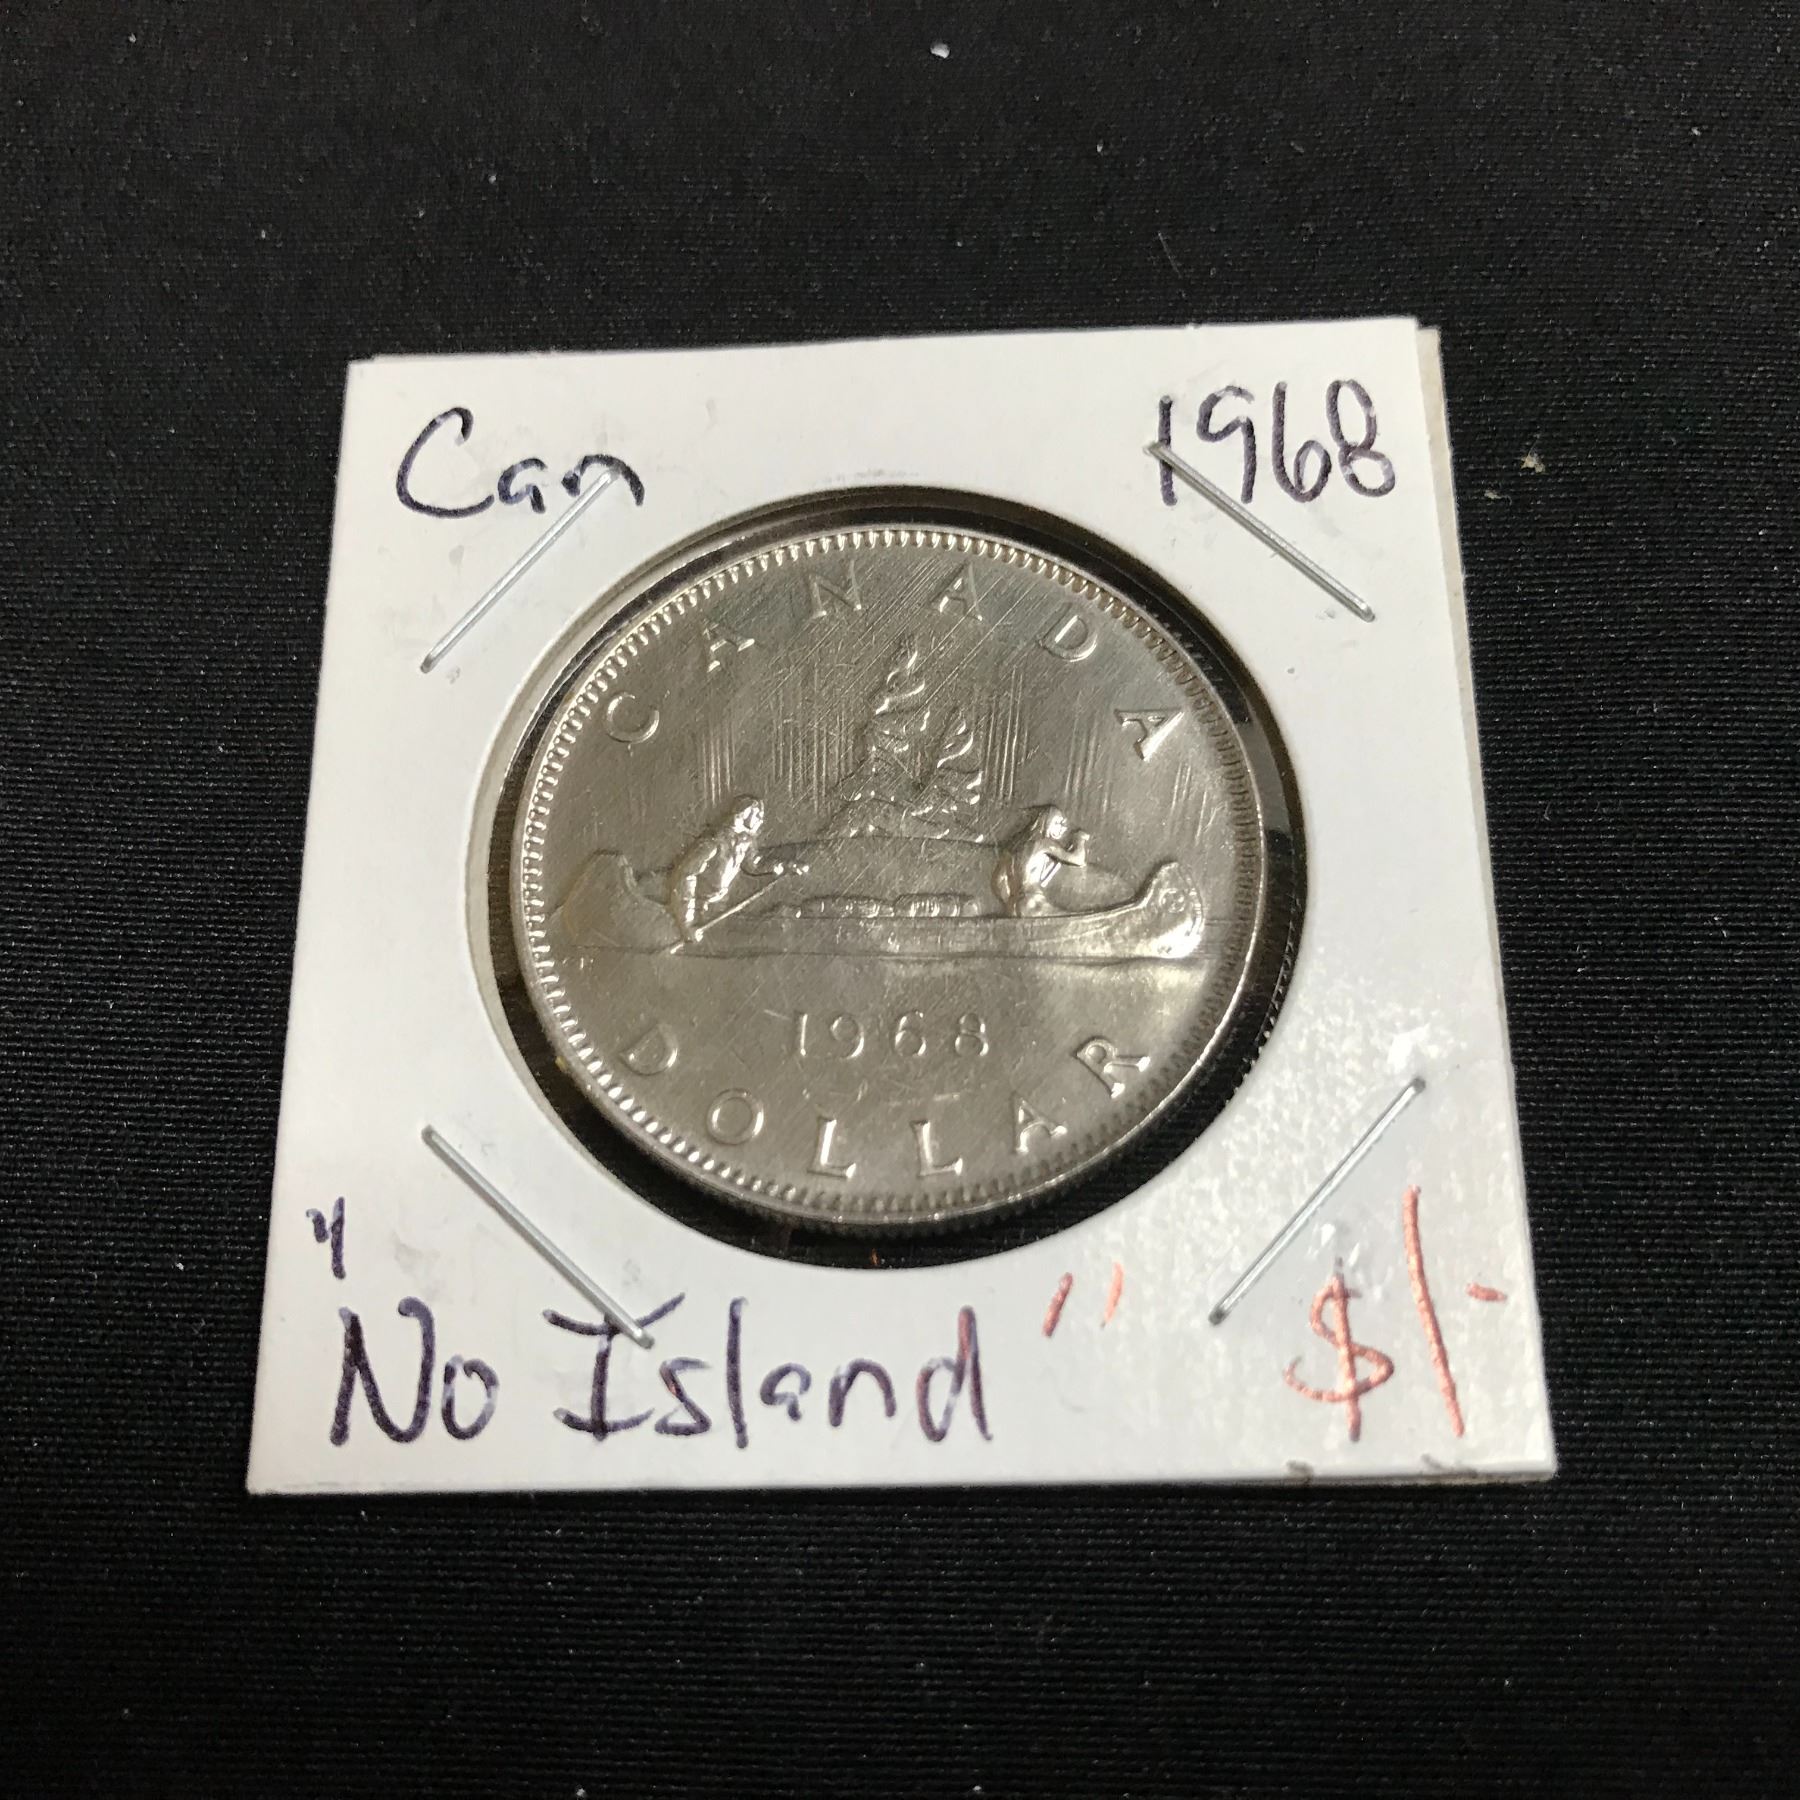 Can 1968
CANADA
1968
DOLLAR
"No Island" $1-